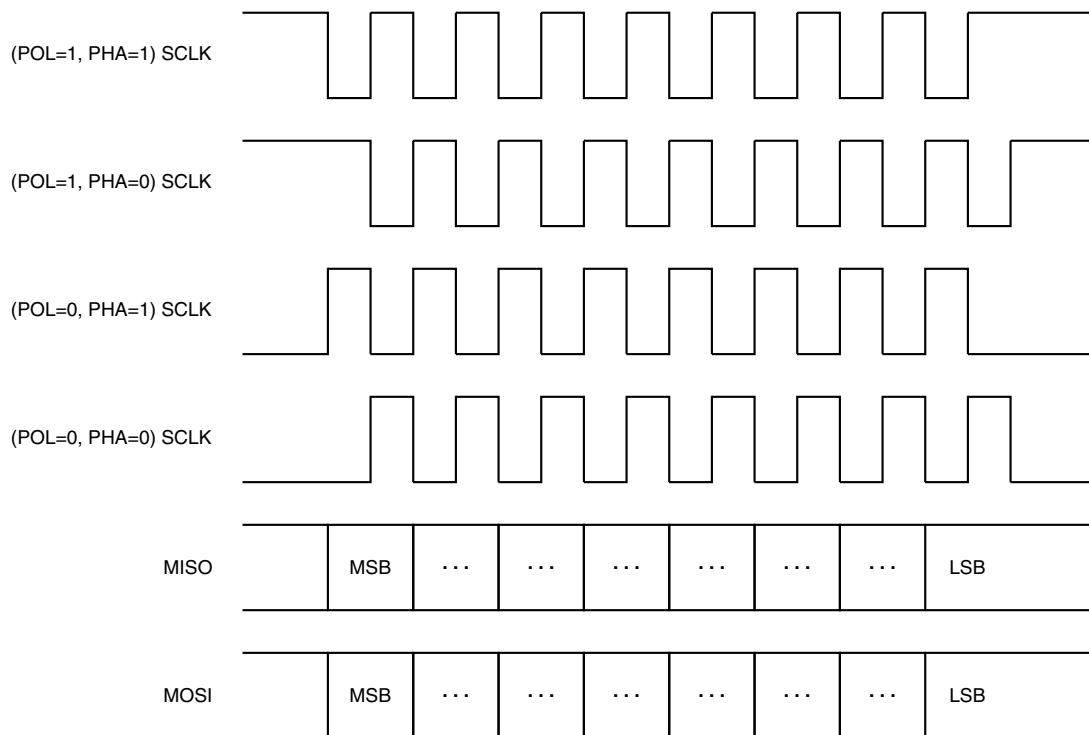 (POL=1, PHA=1) SCLK
(POL=1, PHA=0) SCLK
(POL=0, PHA=1) SCLK
(POL=0, PHA=0) SCLK
MISO MSB ... ... ... ... ... ... LSB
MOSI MSB ... ... ... ... ... ... LSB